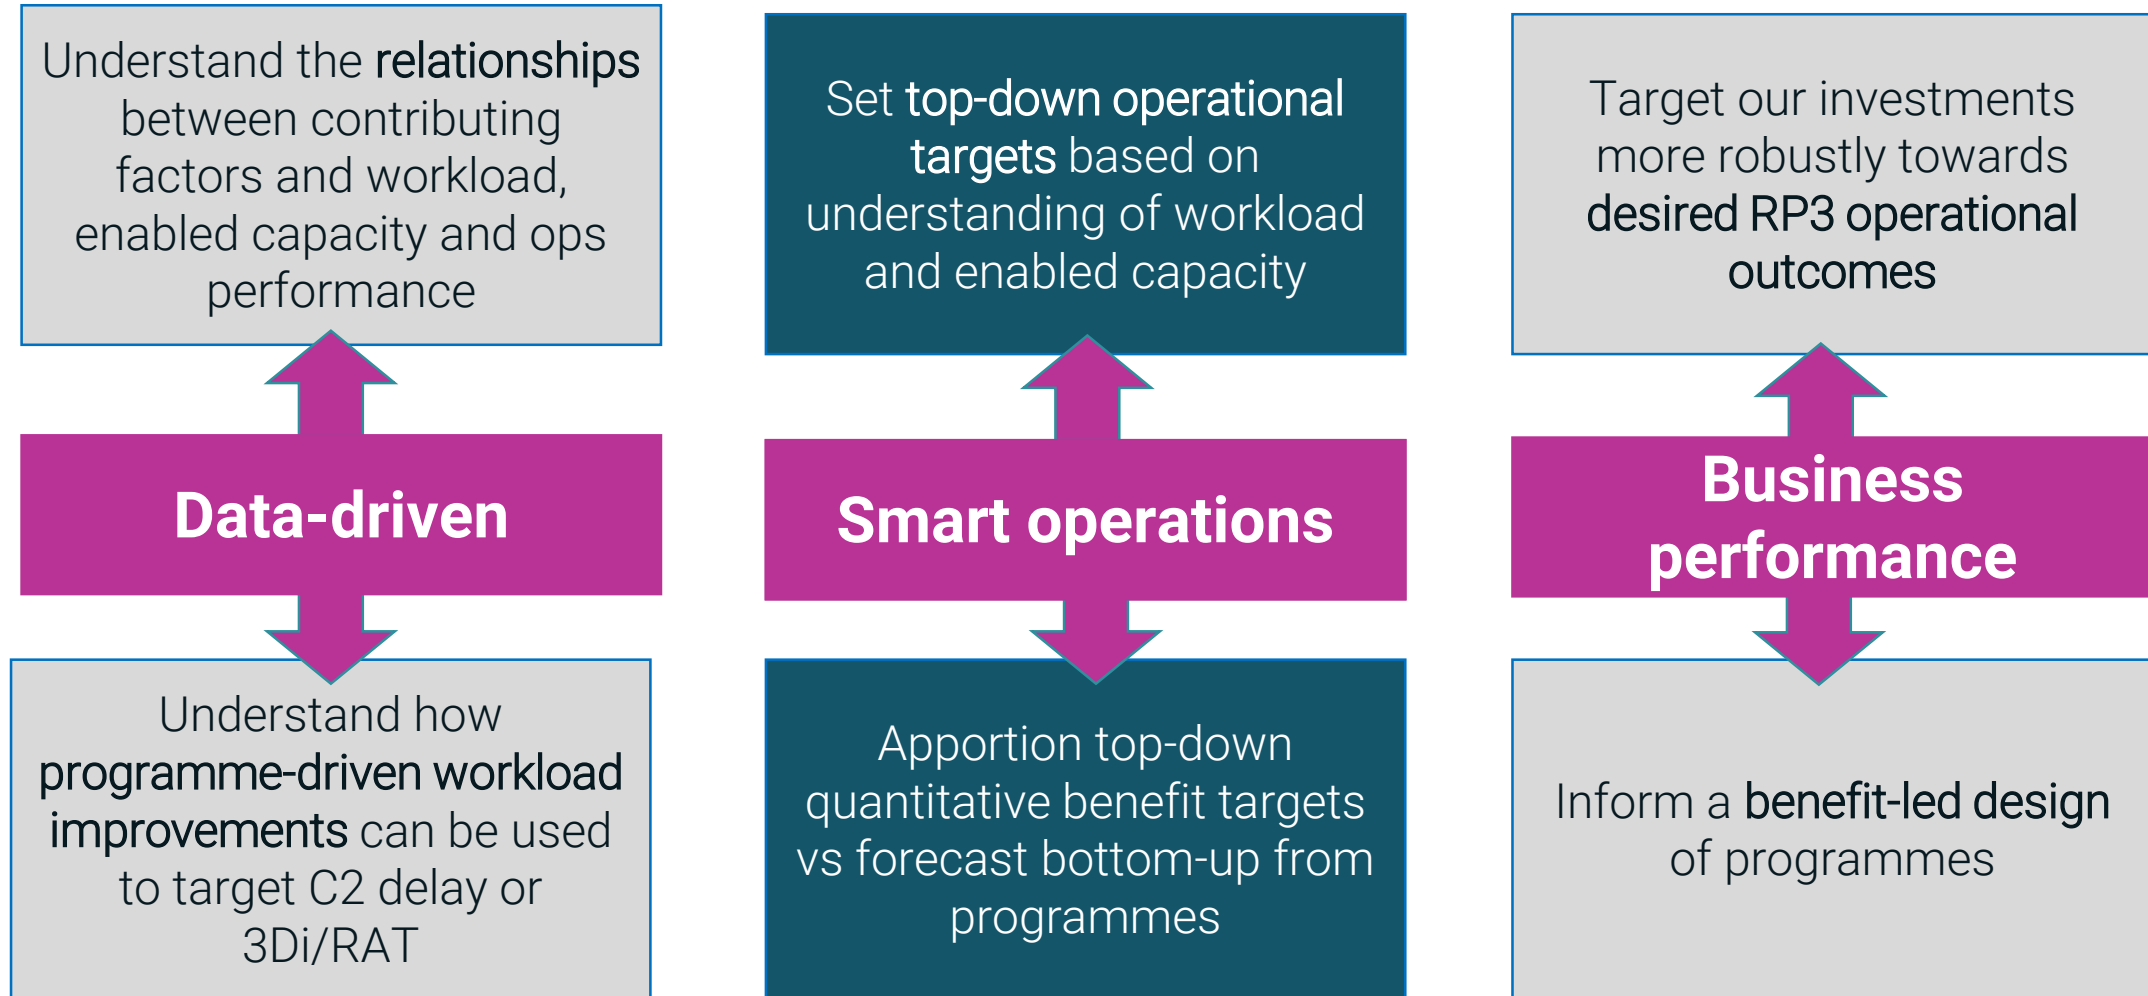 Understand the relationships
between contributing
factors and workload,
enabled capacity and ops
performance
Data-driven
Understand how
programme-driven workload
improvements can be used
to target C2 delay or
3Di/RAT
Set top-down operational
targets based on
understanding of workload
and enabled capacity
Smart operations
Apportion top-down
quantitative benefit targets
vs forecast bottom-up from
programmes
Target our investments
more robustly towards
desired RP3 operational
outcomes
Business
performance
Inform a benefit-led design
of programmes